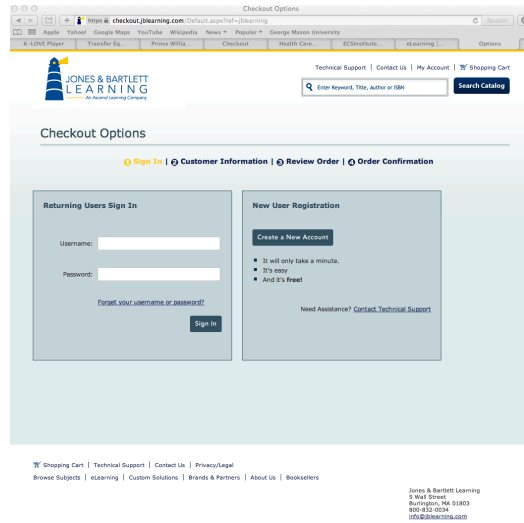 Checkout Options
https checkout.jblearning.com/Default.aspx?ref=jblearning Reader
Apple Yahoo! Google Maps YouTube Wikipedia News Popular George Mason University
K-LOVE Player Transfer Eq... Prince Willia... Checkout Health Care... ECSInstitute... eLearning |... Options
Technical Support | Contact Us | My Account | Shopping Cart
JONES & BARTLETT
LEARNING
An Ascend Learning Company
Enter Keyword, Title, Author or ISBN Search Catalog
Checkout Options
1 Sign In | 2 Customer Information | 3 Review Order | 4 Order Confirmation
Returning Users Sign In
Username:
Password:
Forget your username or password?
Sign In
New User Registration
Create a New Account
It will only take a minute.
It's easy
And it's free!
Need Assistance? Contact Technical Support
Shopping Cart | Technical Support | Contact Us | Privacy/Legal
Browse Subjects | eLearning | Custom Solutions | Brands & Partners | About Us | Booksellers
Jones & Bartlett Learning
5 Wall Street
Burlington, MA 01803
800-832-0034
info@jblearning.com